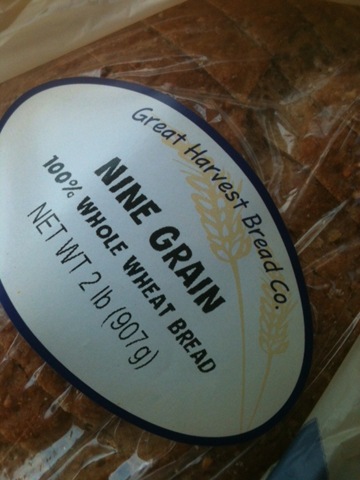 Great Harvest Bread Co.
NINE GRAIN
100% WHOLE WHEAT BREAD
NET WT 2 lb (907g)